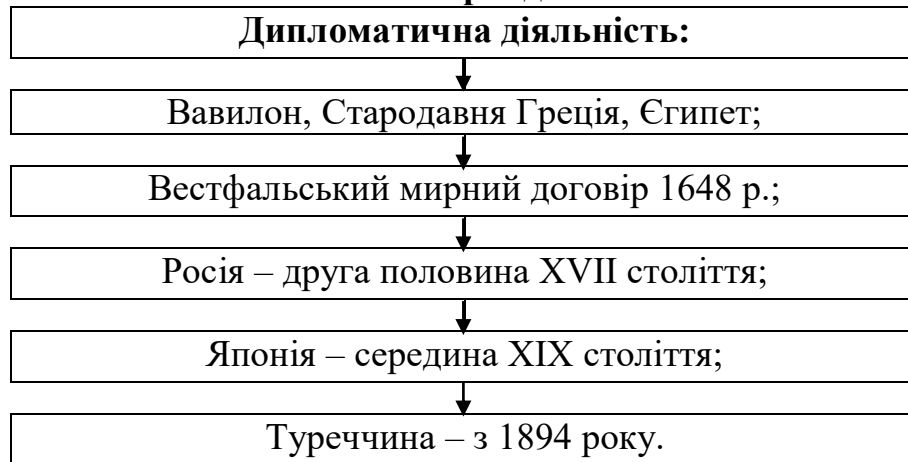 Дипломатична діяльність:
Вавилон, Стародавня Греція, Єгипет;
Вестфальський мирний договір 1648 р.;
Росія – друга половина XVII століття;
Японія – середина XIX століття;
Туреччина – з 1894 року.